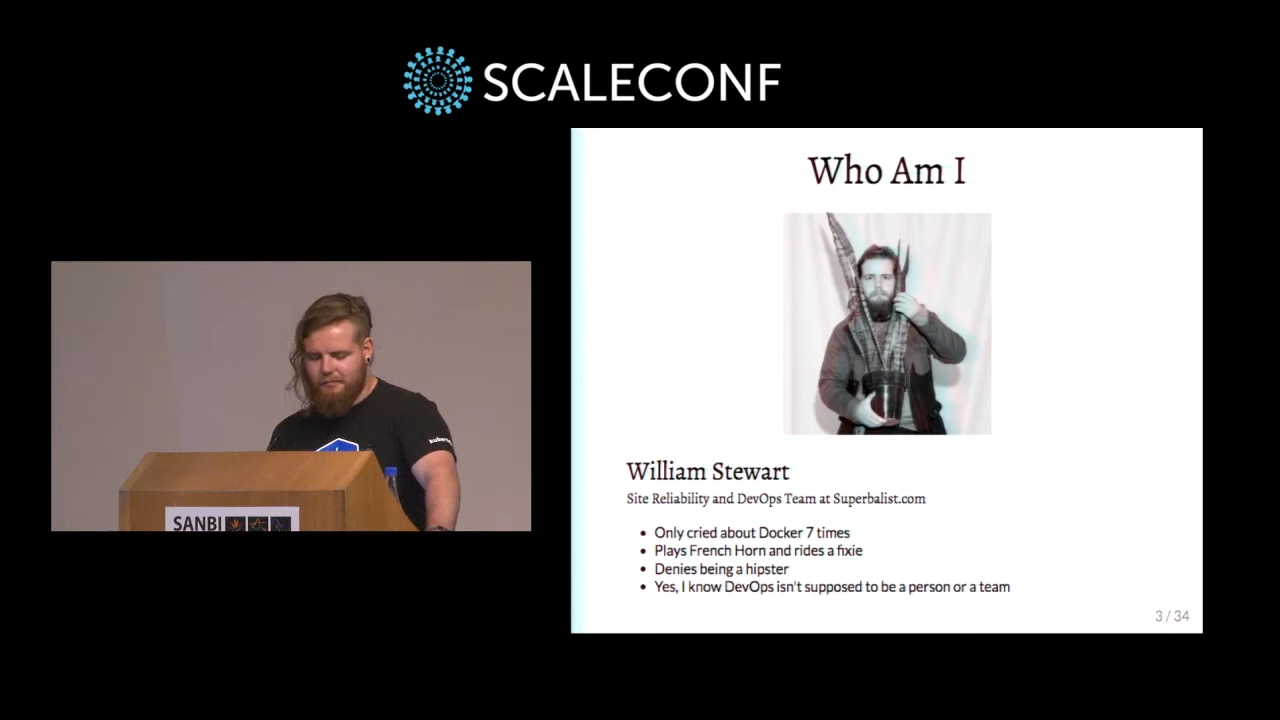 SCALECONF
Who Am I
William Stewart
Site Reliability and DevOps Team at Superbalist.com
• Only cried about Docker 7 times
• Plays French Horn and rides a fixie
• Denies being a hipster
• Yes, I know DevOps isn't supposed to be a person or a team
3 / 34
SANBI